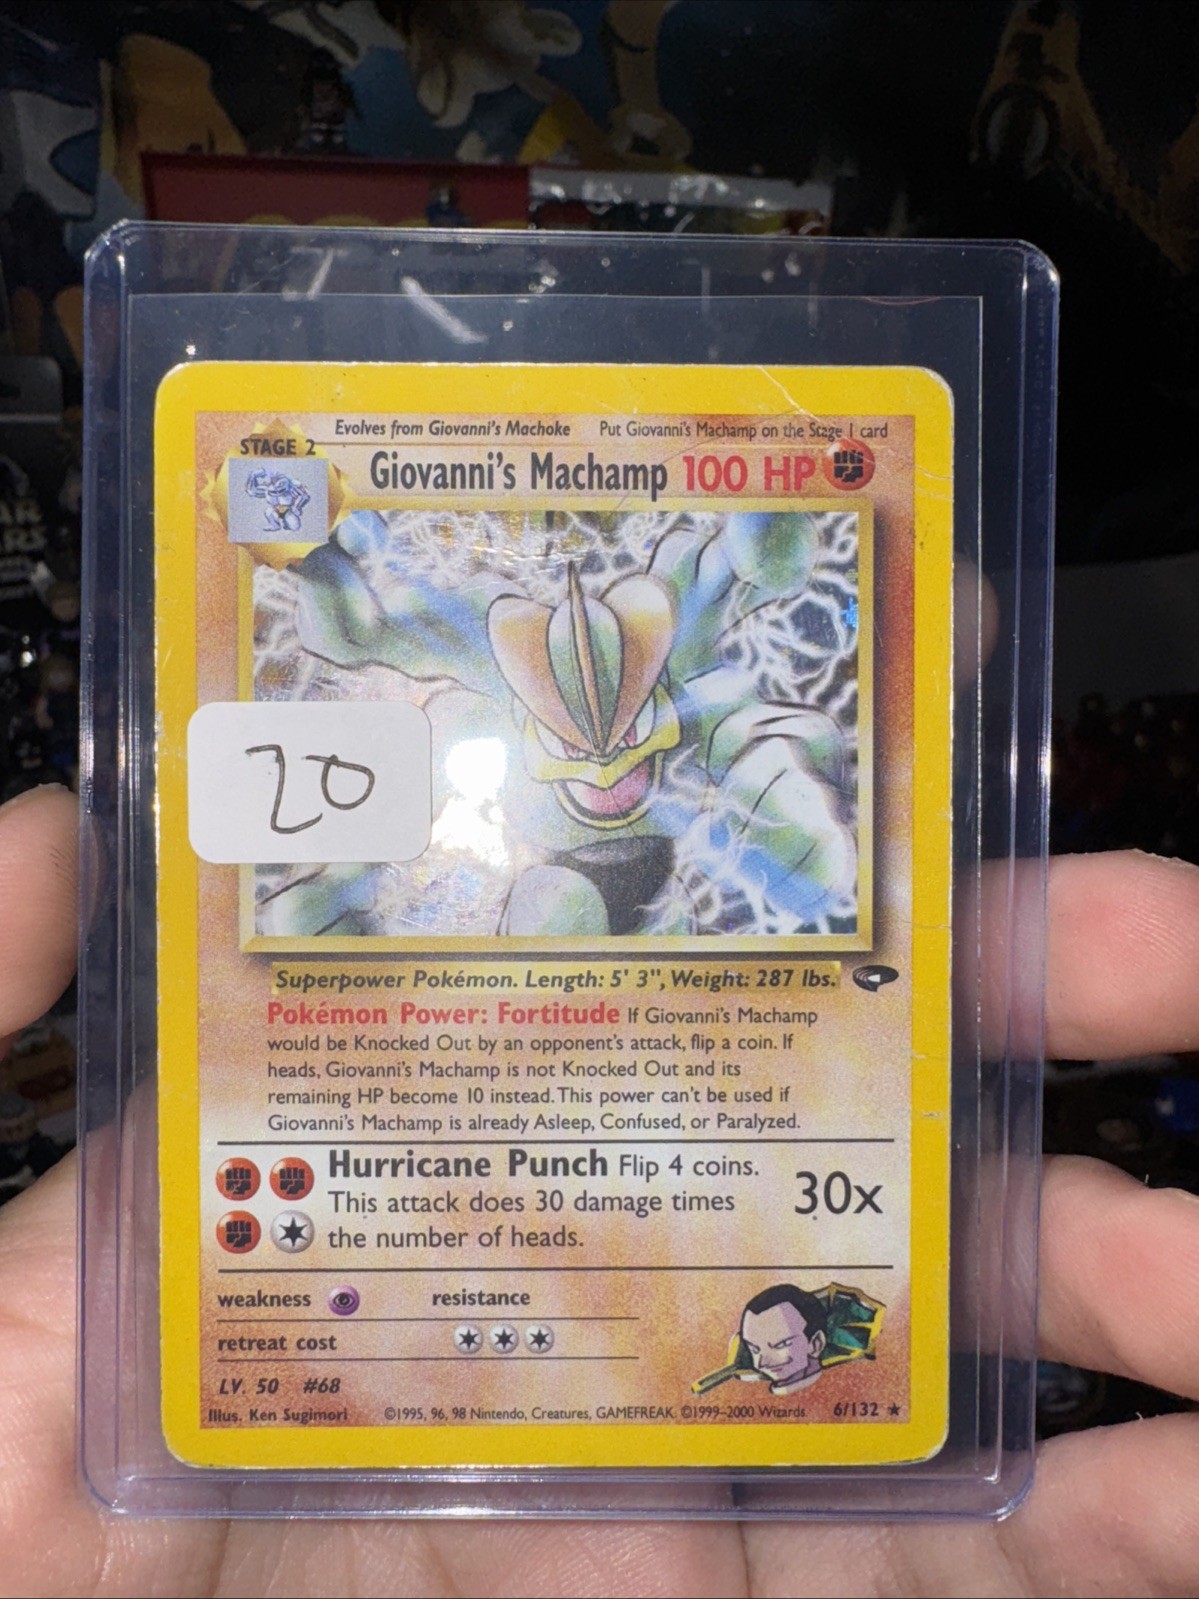 Evolves from Giovanni's Machoke Put Giovanni's Machamp on the Stage 1 card
STAGE 2
Giovanni's Machamp 100 HP
20
Superpower Pokémon. Length: 5' 3", Weight: 287 lbs.
Pokémon Power: Fortitude If Giovanni's Machamp
would be Knocked Out by an opponent's attack, flip a coin. If
heads, Giovanni's Machamp is not Knocked Out and its
remaining HP become 10 instead. This power can't be used if
Giovanni's Machamp is already Asleep, Confused, or Paralyzed.
Hurricane Punch Flip 4 coins.
This attack does 30 damage times
the number of heads.
30x
weakness resistance
retreat cost
LV. 50 #68
Illus. Ken Sugimori ©1995, 96, 98 Nintendo, Creatures, GAMEFREAK. ©1999-2000 Wizards. 6/132 ★